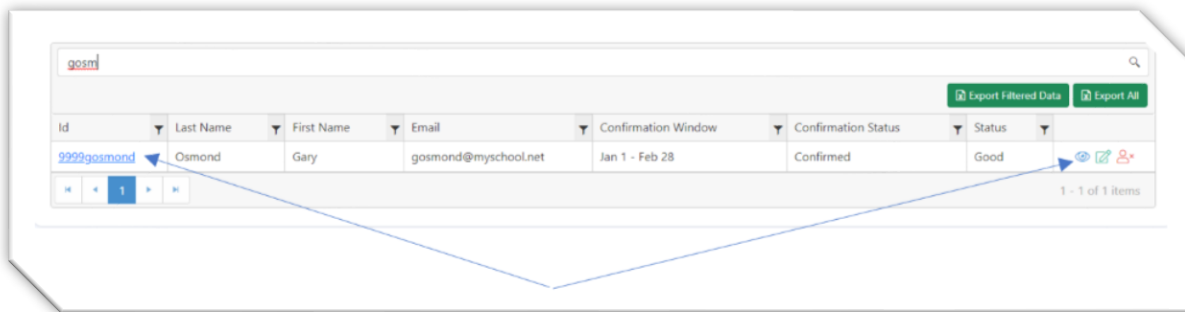 gosm
Export Filtered Data Export All
Id Last Name First Name Email Confirmation Window Confirmation Status Status
9999gosmond Osmond Gary gosmond@myschool.net Jan 1 - Feb 28 Confirmed Good
1 1 - 1 of 1 items